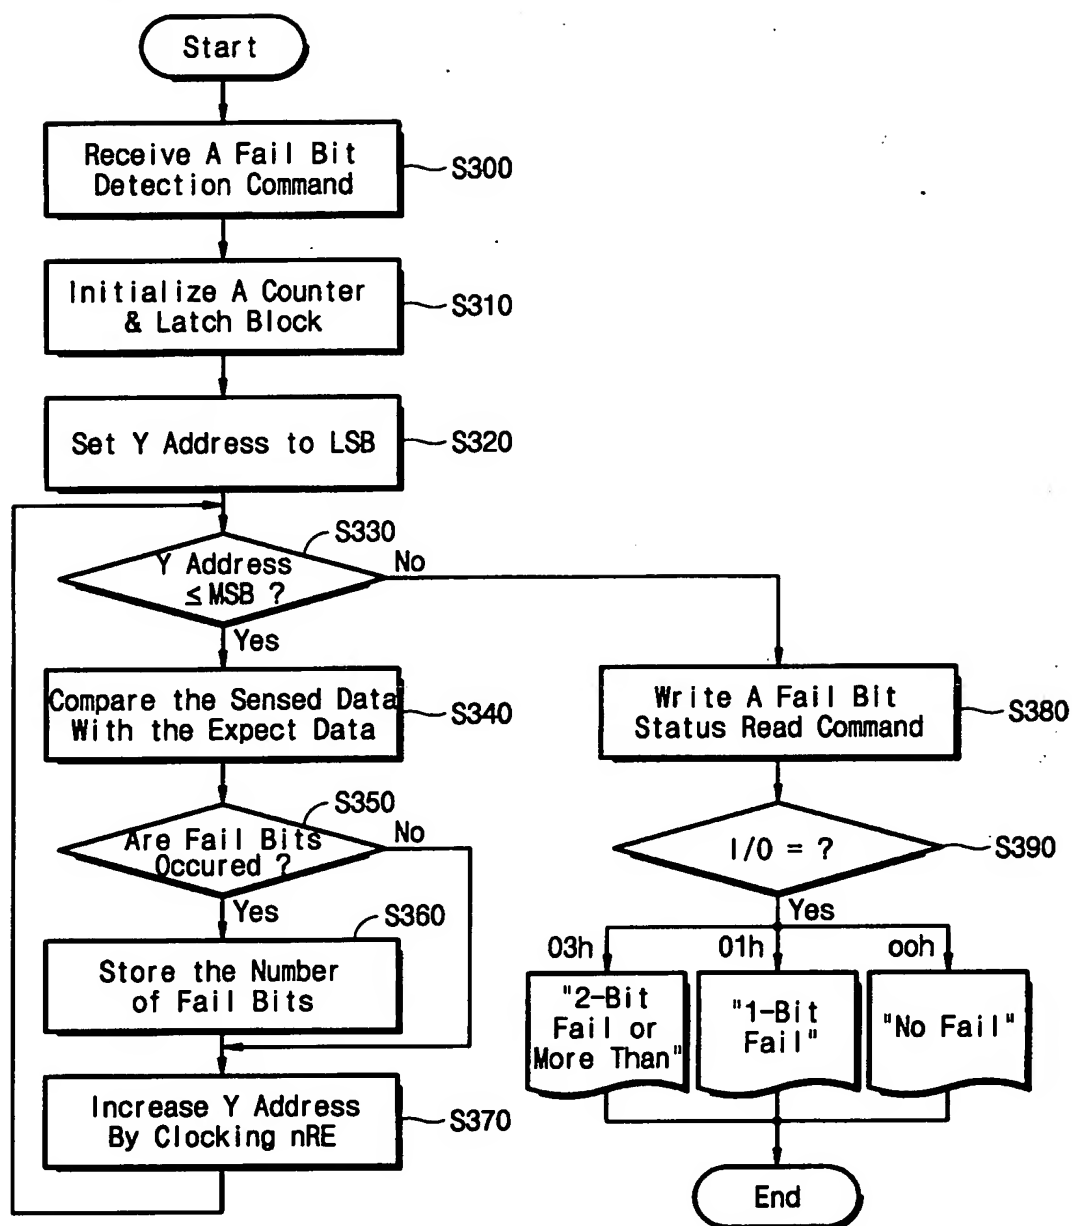 Start
Receive A Fail Bit
Detection Command
S300
Initialize A Counter
& Latch Block
S310
Set Y Address to LSB
S320
S330
Y Address
≤ MSB ?
No
Yes
Compare the Sensed Data
With the Expect Data
S340
S350
Are Fail Bits
Occured ?
No
Yes
S360
Store the Number
of Fail Bits
Increase Y Address
By Clocking nRE
S370
Write A Fail Bit
Status Read Command
S380
I/O = ?
S390
Yes
03h
01h
ooh
"2-Bit
Fail or
More Than"
"1-Bit
Fail"
"No Fail"
End